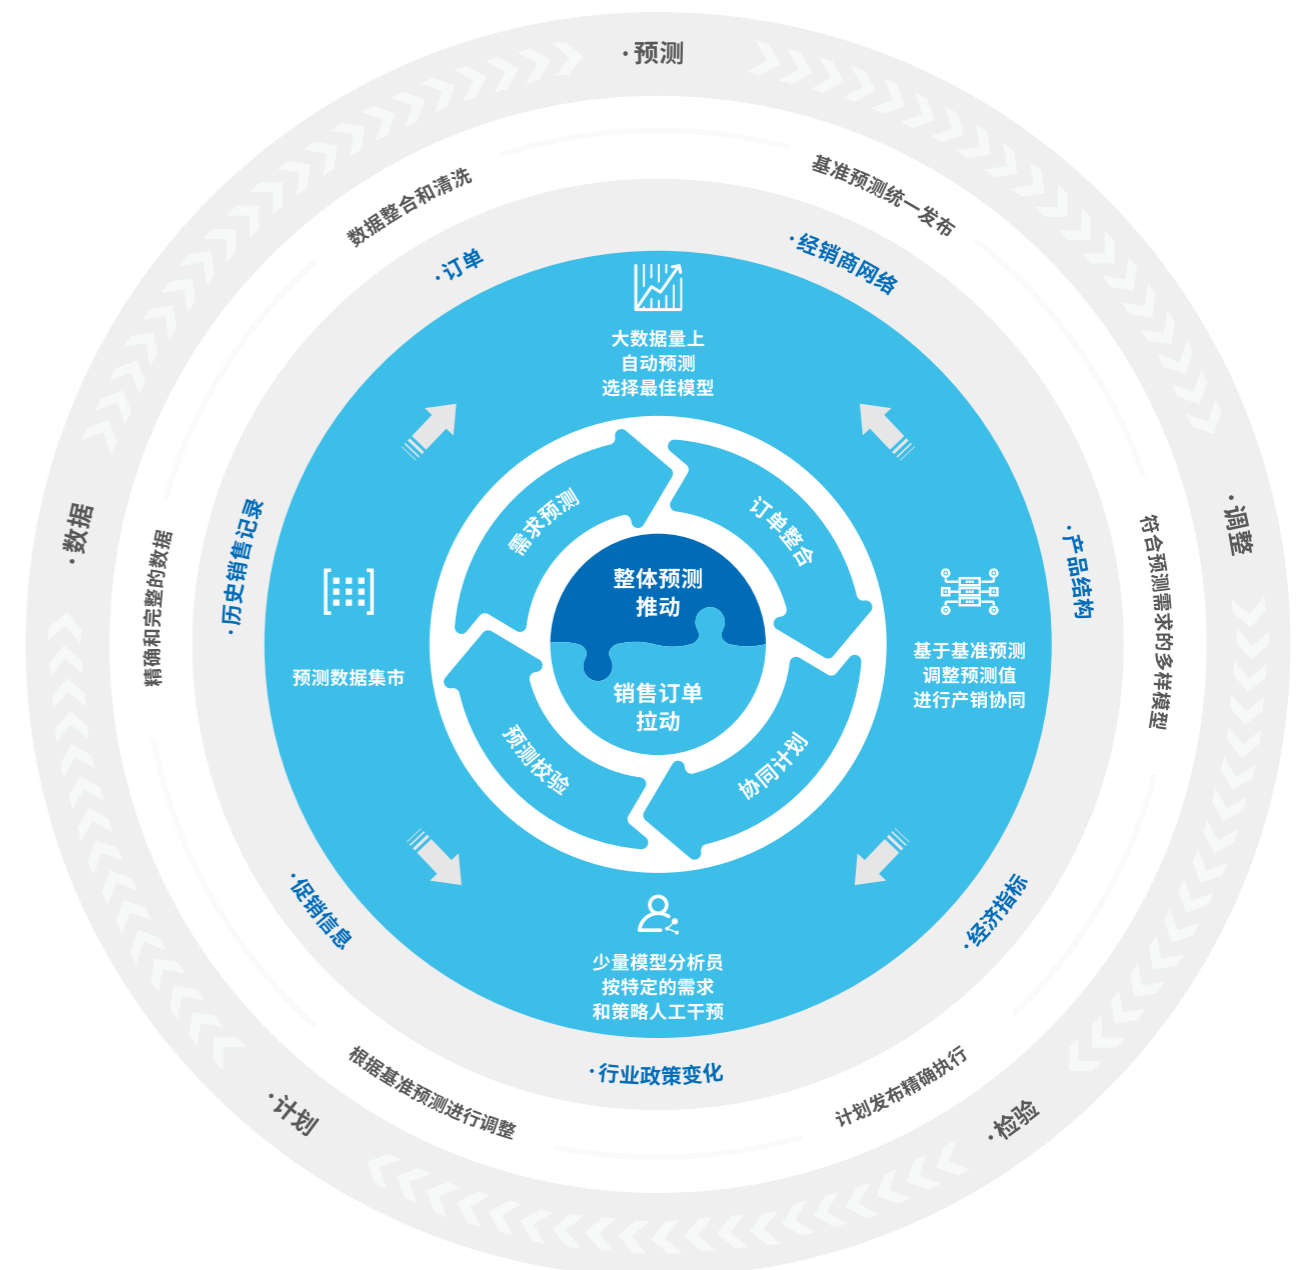 ·预测
·调整
·检验
·计划
·数据
数据整合和清洗
基准预测统一发布
符合预测需求的多样模型
计划发布精确执行
根据基准预测进行调整
精确和完整的数据
·订单
·经销商网络
·产品结构
·经济指标
·行业政策变化
·促销信息
·历史销售记录
大数据量上
自动预测
选择最佳模型
基于基准预测
调整预测值
进行产销协同
少量模型分析员
按特定的需求
和策略人工干预
预测数据集市
需求预测
订单整合
协同计划
预测校验
整体预测
推动
销售订单
拉动